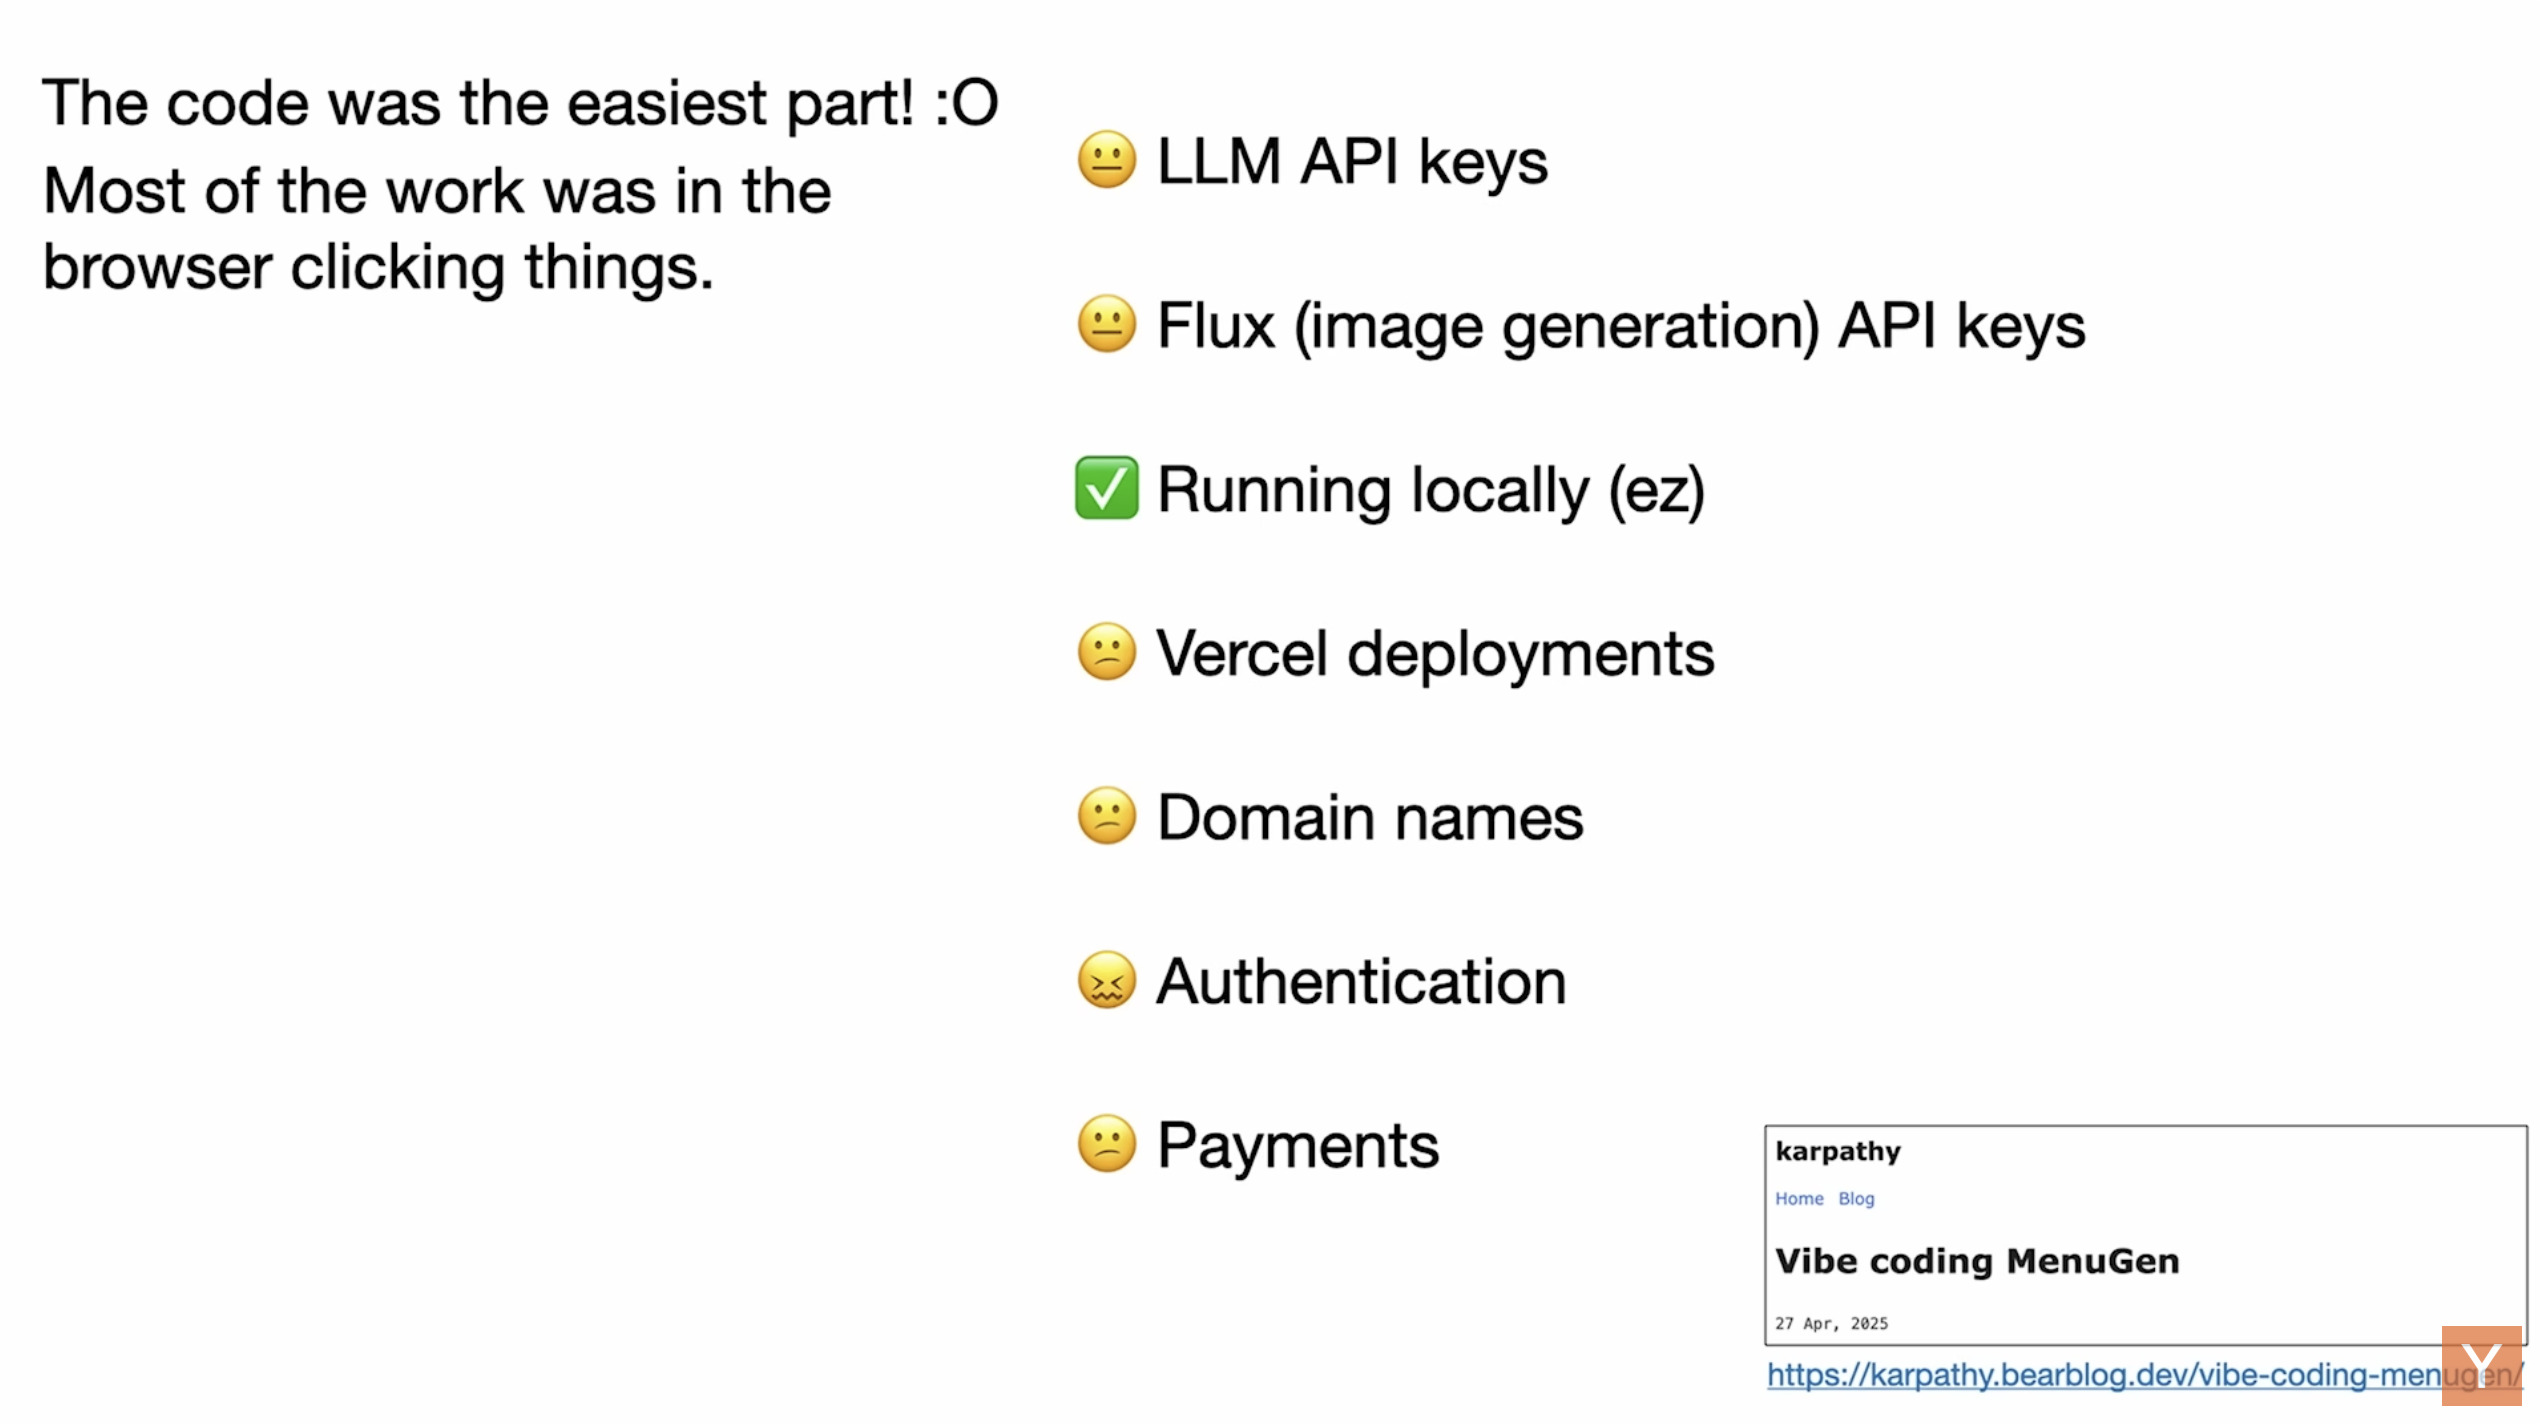 The code was the easiest part! :O
Most of the work was in the
browser clicking things.
😐 LLM API keys
😐 Flux (image generation) API keys
✅ Running locally (ez)
😕 Vercel deployments
😕 Domain names
😖 Authentication
😕 Payments
karpathy
Home Blog
Vibe coding MenuGen
27 Apr, 2025
https://karpathy.bearblog.dev/vibe-coding-menugen/
Y